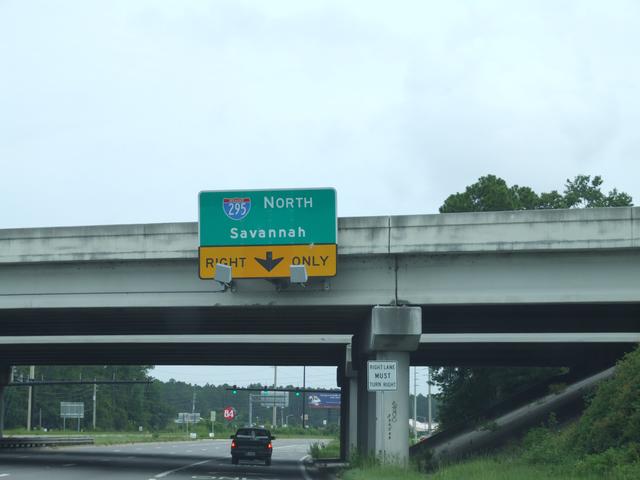 295 NORTH
Savannah
RIGHT ONLY
RIGHT LANE
MUST
TURN RIGHT
84